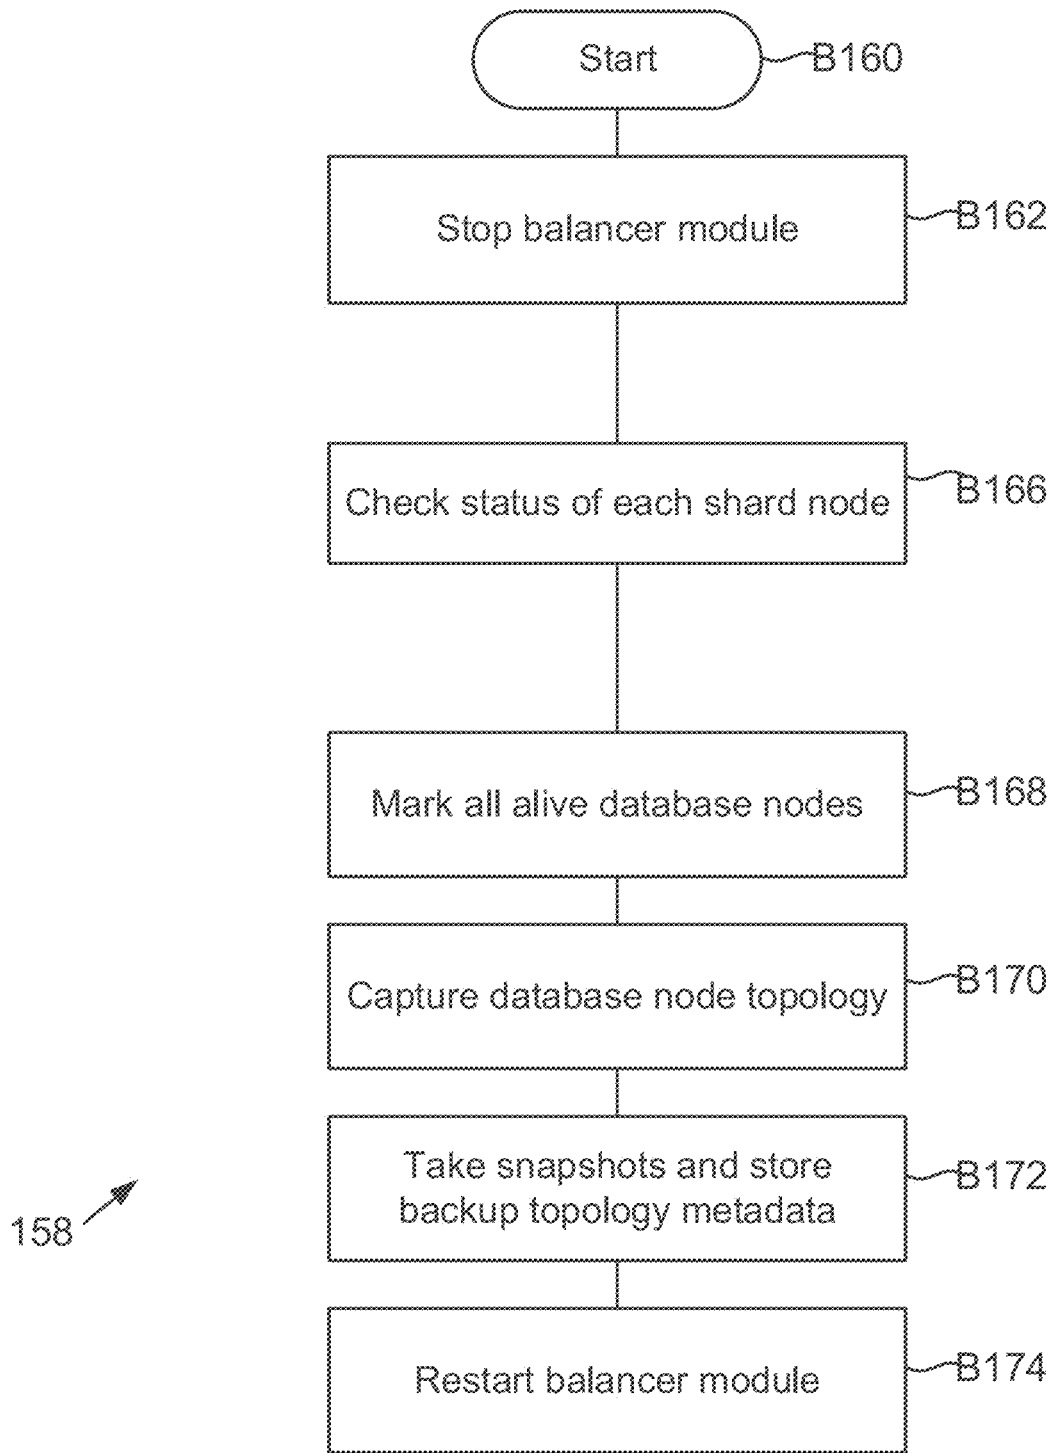 Start
B160
Stop balancer module
B162
Check status of each shard node
B166
Mark all alive database nodes
B168
Capture database node topology
B170
Take snapshots and store
backup topology metadata
B172
158
Restart balancer module
B174